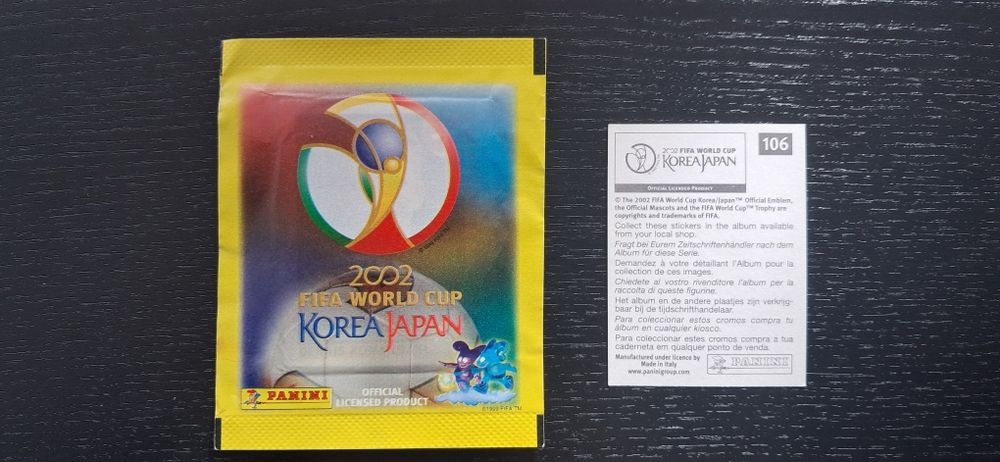 © 1999 FIFA TM
2002
FIFA WORLD CUP
KOREA JAPAN
PANINI
OFFICIAL
LICENSED PRODUCT
©1999 FIFA TM
2002 FIFA WORLD CUP
KOREA JAPAN
OFFICIAL LICENSED PRODUCT
106
© The 2002 FIFA World Cup Korea/Japan™ Official Emblem,
the Official Mascots and the FIFA World Cup™ Trophy are
copyrights and trademarks of FIFA.
Collect these stickers in the album available
from your local shop.
Fragt bei Eurem Zeitschriftenhändler nach dem
Album für diese Serie.
Demandez à votre détaillant l'Album pour la
collection de ces images.
Chiedete al vostro rivenditore l'album per la
raccolta di queste figurine.
Het album en de andere plaatjes zijn verkrijg-
baar bij de tijdschrifthandelaar.
Para coleccionar estos cromos compra tu
álbum en cualquier kiosco.
Para coleccionar estes cromos compra a tua
caderneta em qualquer ponto de venda.
Manufactured under licence by
Made in Italy
www.paninigroup.com
PANINI